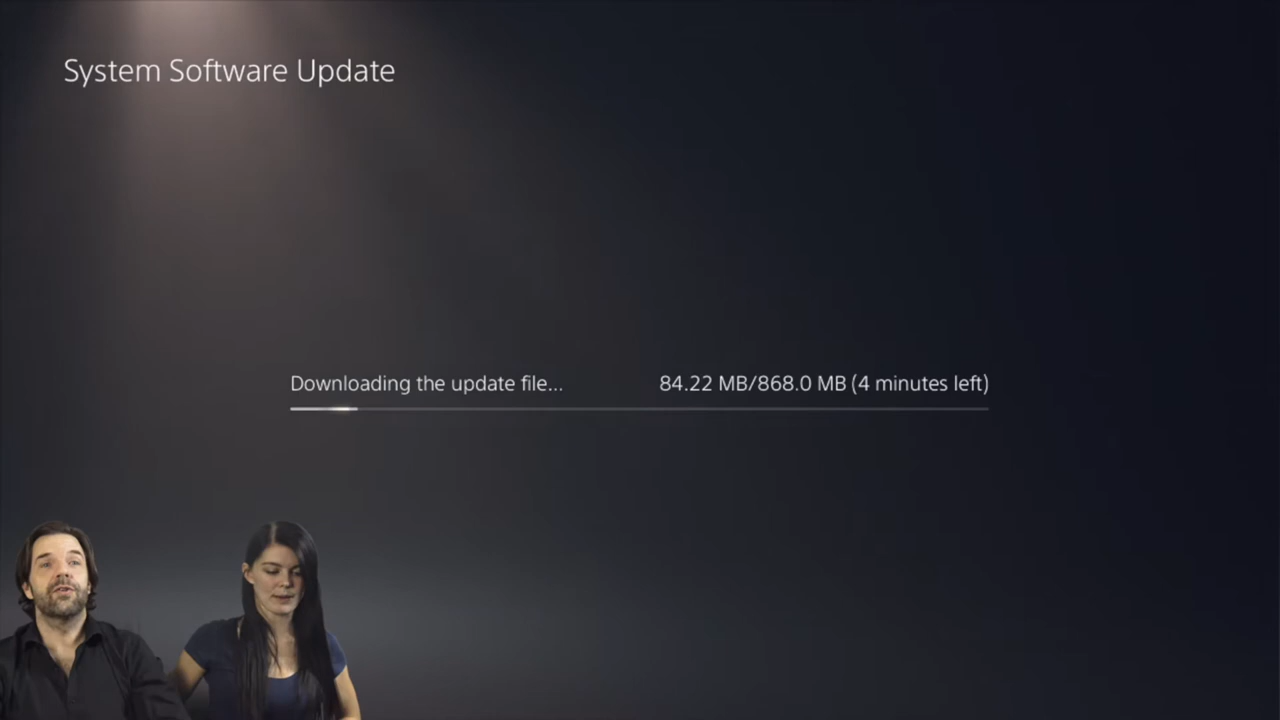 System Software Update
Downloading the update file... 84.22 MB/868.0 MB (4 minutes left)